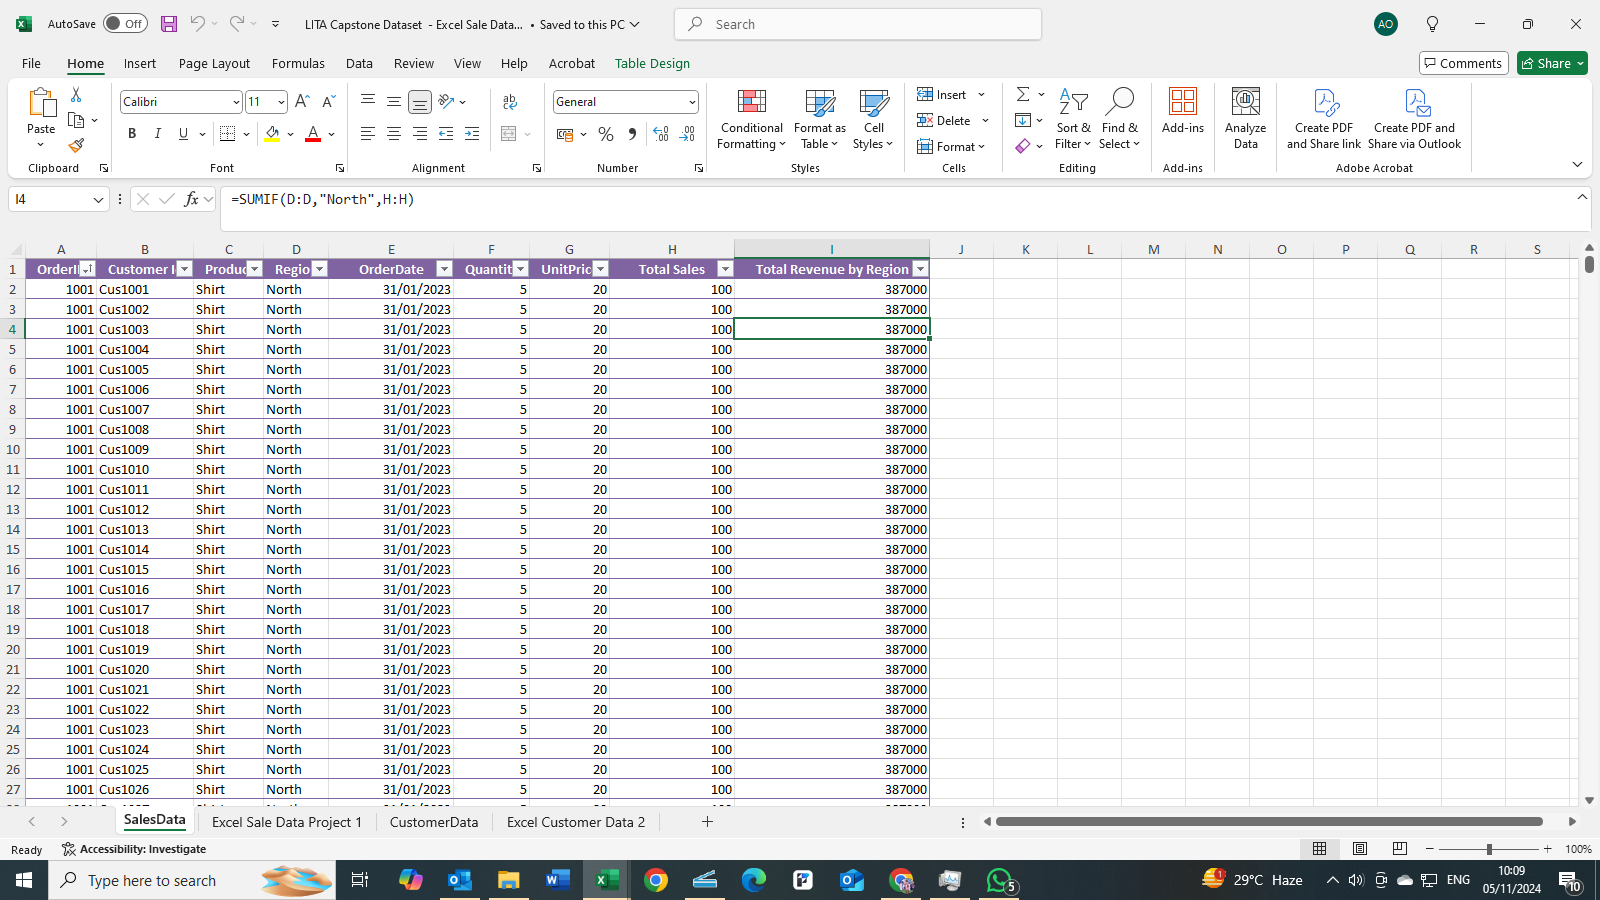 AutoSave Off LITA Capstone Dataset - Excel Sale Data... • Saved to this PC Search AO
File Home Insert Page Layout Formulas Data Review View Help Acrobat Table Design Comments Share
Paste Calibri 11 A A ab General Conditional Formatting Format as Table Cell Styles Insert Delete Format Sort & Filter Find & Select Add-ins Analyze Data Create PDF and Share link Create PDF and Share via Outlook
B I U A % 9
Clipboard Font Alignment Number Styles Cells Editing Add-ins Adobe Acrobat
I4 fx =SUMIF(D:D,"North",H:H)
A B C D E F G H I J K L M N O P Q R S
1 OrderI Customer I Produc Regio OrderDate Quantit UnitPric Total Sales Total Revenue by Region
2 1001 Cus1001 Shirt North 31/01/2023 5 20 100 387000
3 1001 Cus1002 Shirt North 31/01/2023 5 20 100 387000
4 1001 Cus1003 Shirt North 31/01/2023 5 20 100 387000
5 1001 Cus1004 Shirt North 31/01/2023 5 20 100 387000
6 1001 Cus1005 Shirt North 31/01/2023 5 20 100 387000
7 1001 Cus1006 Shirt North 31/01/2023 5 20 100 387000
8 1001 Cus1007 Shirt North 31/01/2023 5 20 100 387000
9 1001 Cus1008 Shirt North 31/01/2023 5 20 100 387000
10 1001 Cus1009 Shirt North 31/01/2023 5 20 100 387000
11 1001 Cus1010 Shirt North 31/01/2023 5 20 100 387000
12 1001 Cus1011 Shirt North 31/01/2023 5 20 100 387000
13 1001 Cus1012 Shirt North 31/01/2023 5 20 100 387000
14 1001 Cus1013 Shirt North 31/01/2023 5 20 100 387000
15 1001 Cus1014 Shirt North 31/01/2023 5 20 100 387000
16 1001 Cus1015 Shirt North 31/01/2023 5 20 100 387000
17 1001 Cus1016 Shirt North 31/01/2023 5 20 100 387000
18 1001 Cus1017 Shirt North 31/01/2023 5 20 100 387000
19 1001 Cus1018 Shirt North 31/01/2023 5 20 100 387000
20 1001 Cus1019 Shirt North 31/01/2023 5 20 100 387000
21 1001 Cus1020 Shirt North 31/01/2023 5 20 100 387000
22 1001 Cus1021 Shirt North 31/01/2023 5 20 100 387000
23 1001 Cus1022 Shirt North 31/01/2023 5 20 100 387000
24 1001 Cus1023 Shirt North 31/01/2023 5 20 100 387000
25 1001 Cus1024 Shirt North 31/01/2023 5 20 100 387000
26 1001 Cus1025 Shirt North 31/01/2023 5 20 100 387000
27 1001 Cus1026 Shirt North 31/01/2023 5 20 100 387000
SalesData Excel Sale Data Project 1 CustomerData Excel Customer Data 2
Ready Accessibility: Investigate 100%
Type here to search 5 1 29°C Haze ENG 10:09 05/11/2024 10